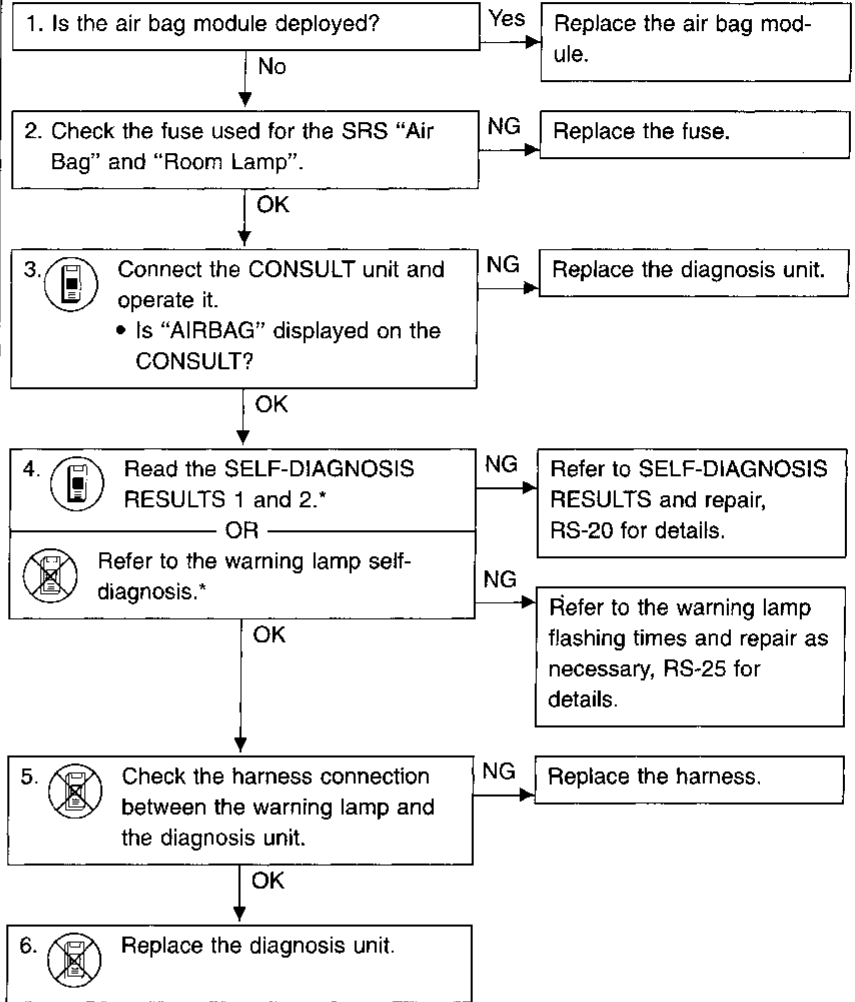 1. Is the air bag module deployed?
Yes
Replace the air bag mod-
ule.
No
2. Check the fuse used for the SRS “Air
Bag” and “Room Lamp”.
NG
Replace the fuse.
OK
3. Connect the CONSULT unit and
operate it.
• Is “AIRBAG” displayed on the
CONSULT?
NG
Replace the diagnosis unit.
OK
4. Read the SELF-DIAGNOSIS
RESULTS 1 and 2.*
NG
Refer to SELF-DIAGNOSIS
RESULTS and repair,
RS-20 for details.
OR
Refer to the warning lamp self-
diagnosis.*
NG
Refer to the warning lamp
flashing times and repair as
necessary, RS-25 for
details.
OK
5. Check the harness connection
between the warning lamp and
the diagnosis unit.
NG
Replace the harness.
OK
6. Replace the diagnosis unit.